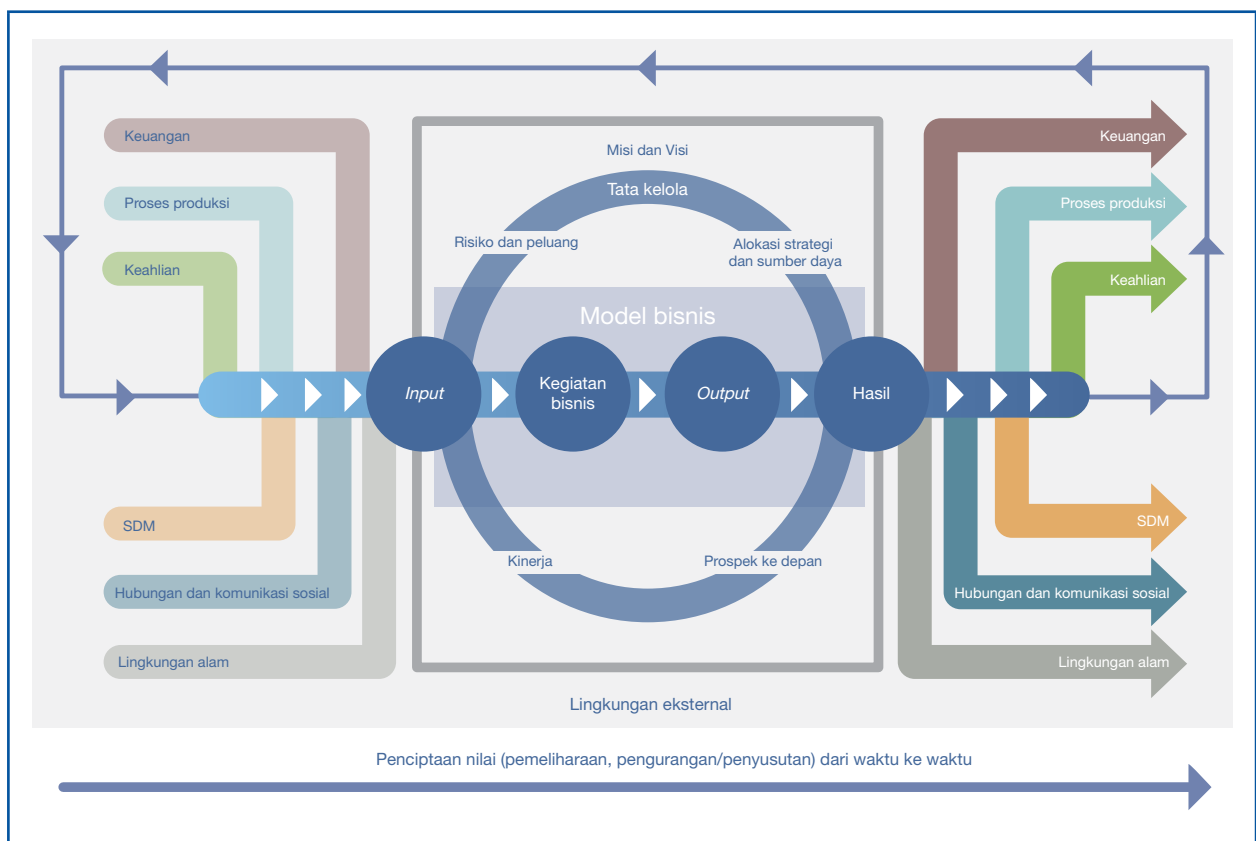 Keuangan
Proses produksi
Keahlian
SDM
Hubungan dan komunikasi sosial
Lingkungan alam
Misi dan Visi
Tata kelola
Risiko dan peluang
Alokasi strategi
dan sumber daya
Model bisnis
Input
Kegiatan
bisnis
Output
Hasil
Kinerja
Prospek ke depan
Keuangan
Proses produksi
Keahlian
SDM
Hubungan dan komunikasi sosial
Lingkungan alam
Lingkungan eksternal
Penciptaan nilai (pemeliharaan, pengurangan/penyusutan) dari waktu ke waktu